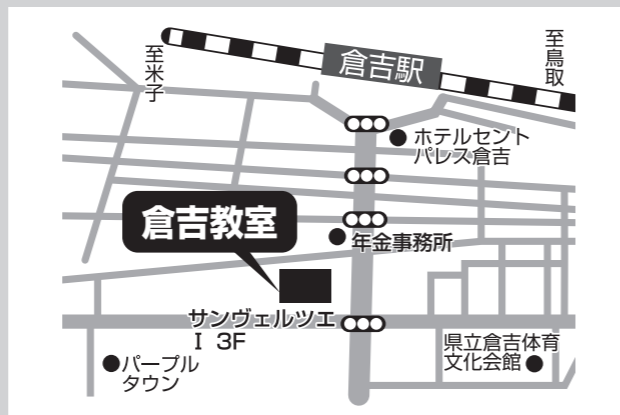 至米子
倉吉駅
至鳥取
ホテルセント
パレス倉吉
倉吉教室
年金事務所
サンヴェルツェ
Ⅰ 3F
県立倉吉体育
文化会館
パープル
タウン